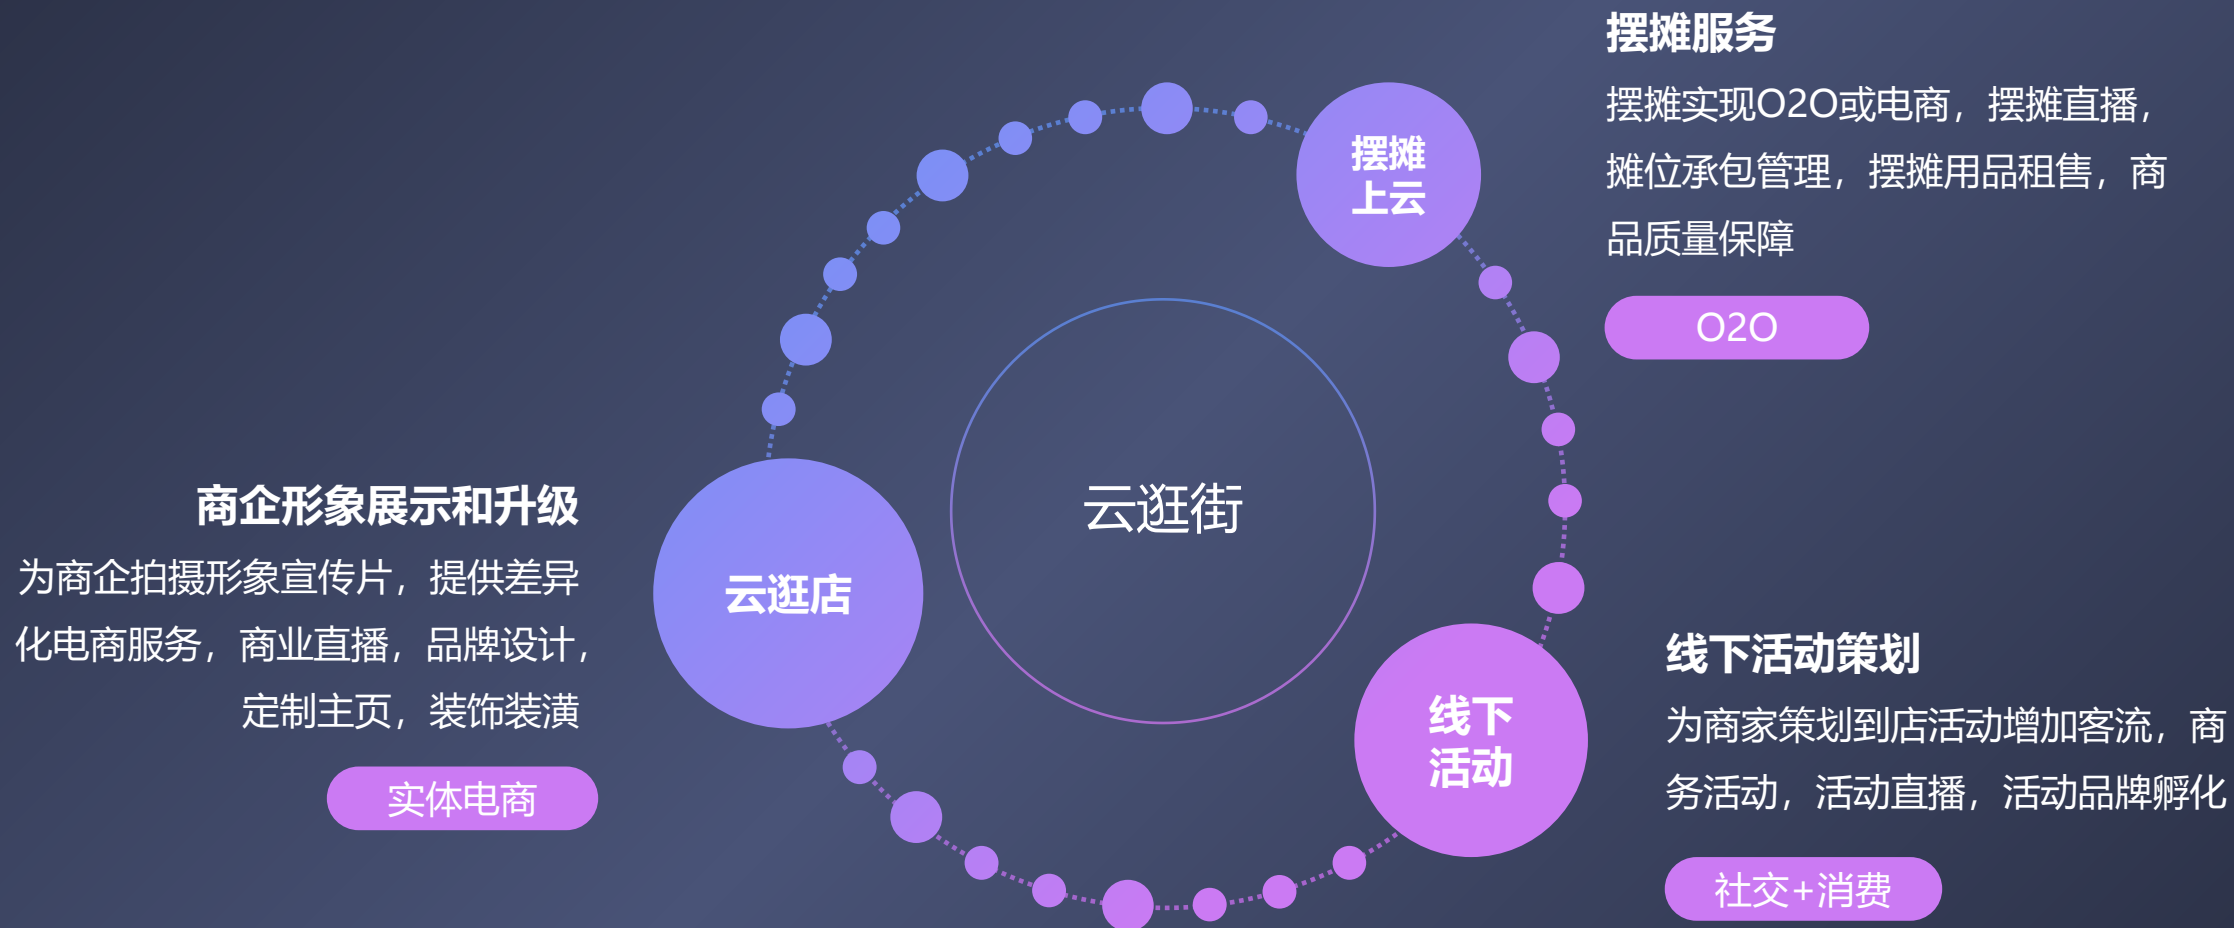 摆摊服务
摆摊实现O2O或电商，摆摊直播，
摊位承包管理，摆摊用品租售，商
品质量保障
O2O
摆摊
上云
云逛街
商企形象展示和升级
为商企拍摄形象宣传片，提供差异
化电商服务，商业直播，品牌设计，
定制主页，装饰装潢
实体电商
云逛店
线下
活动
线下活动策划
为商家策划到店活动增加客流，商
务活动，活动直播，活动品牌孵化
社交+消费